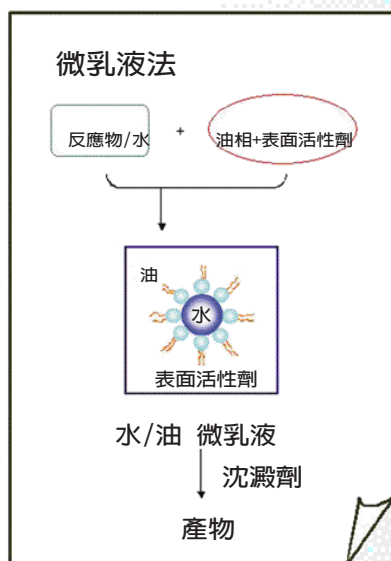 微乳液法
反應物/水 + 油相+表面活性劑
油
水
表面活性劑
水/油 微乳液
沈澱劑
產物